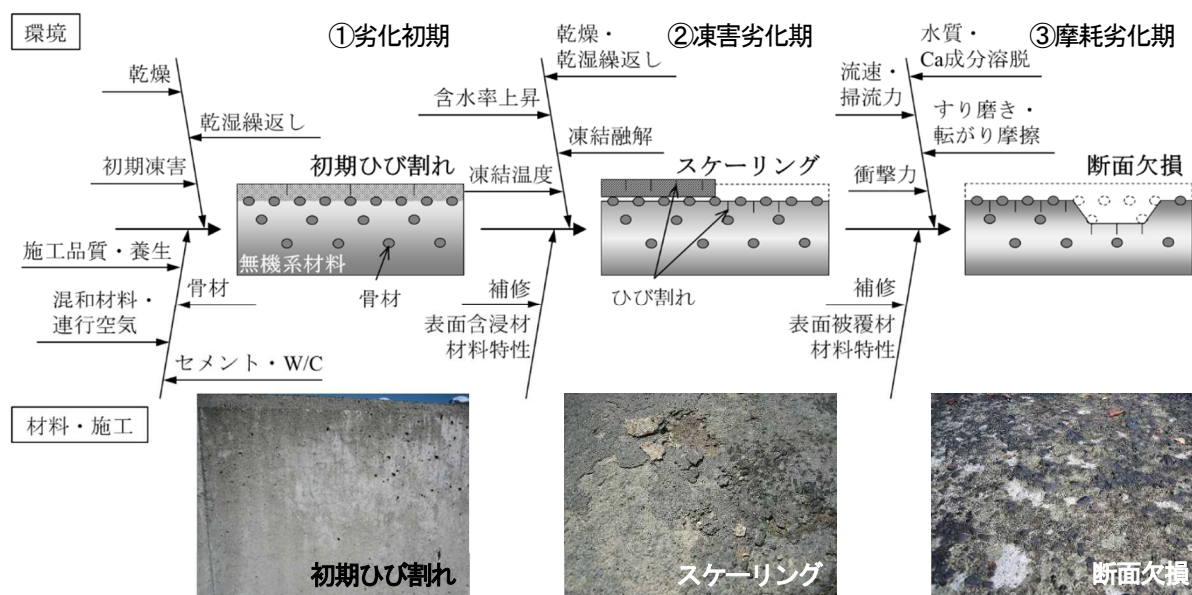 環境
①劣化初期
乾燥
乾湿繰返し
初期凍害
初期ひび割れ
施工品質・養生
骨材
混和材料・
連行空気
セメント・W/C
無機系材料
骨材
材料・施工
初期ひび割れ
②凍害劣化期
乾燥・
乾湿繰返し
含水率上昇
凍結融解
凍結温度
スケーリング
ひび割れ
補修
表面含浸材
材料特性
スケーリング
③摩耗劣化期
水質・
Ca成分溶脱
流速・
掃流力
すり磨き・
転がり摩擦
衝撃力
断面欠損
補修
表面被覆材
材料特性
断面欠損